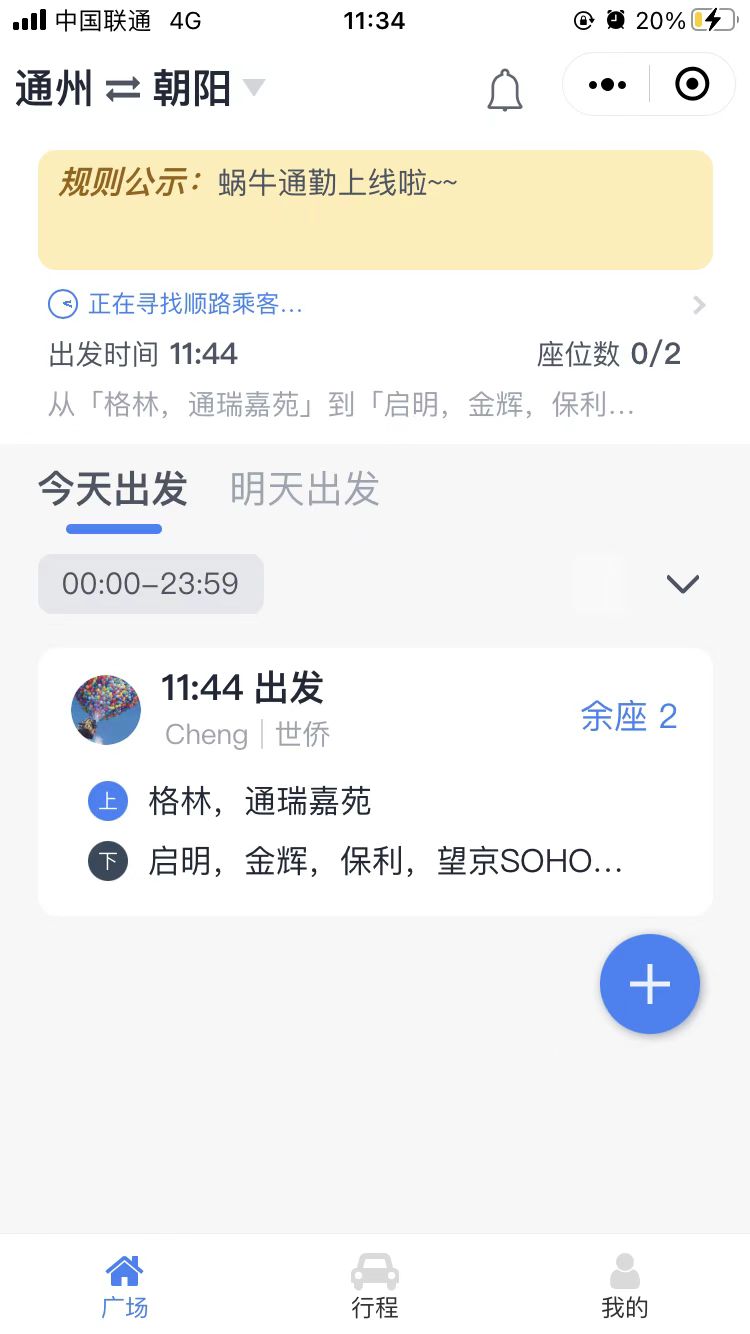 中国联通 4G 11:34 20%
通州 ⇌ 朝阳
规则公示：蜗牛通勤上线啦~~
正在寻找顺路乘客...
出发时间 11:44 座位数 0/2
从「格林，通瑞嘉苑」到「启明，金辉，保利...
今天出发 明天出发
00:00-23:59
11:44 出发
Cheng 世侨
余座 2
上 格林，通瑞嘉苑
下 启明，金辉，保利，望京SOHO...
广场 行程 我的